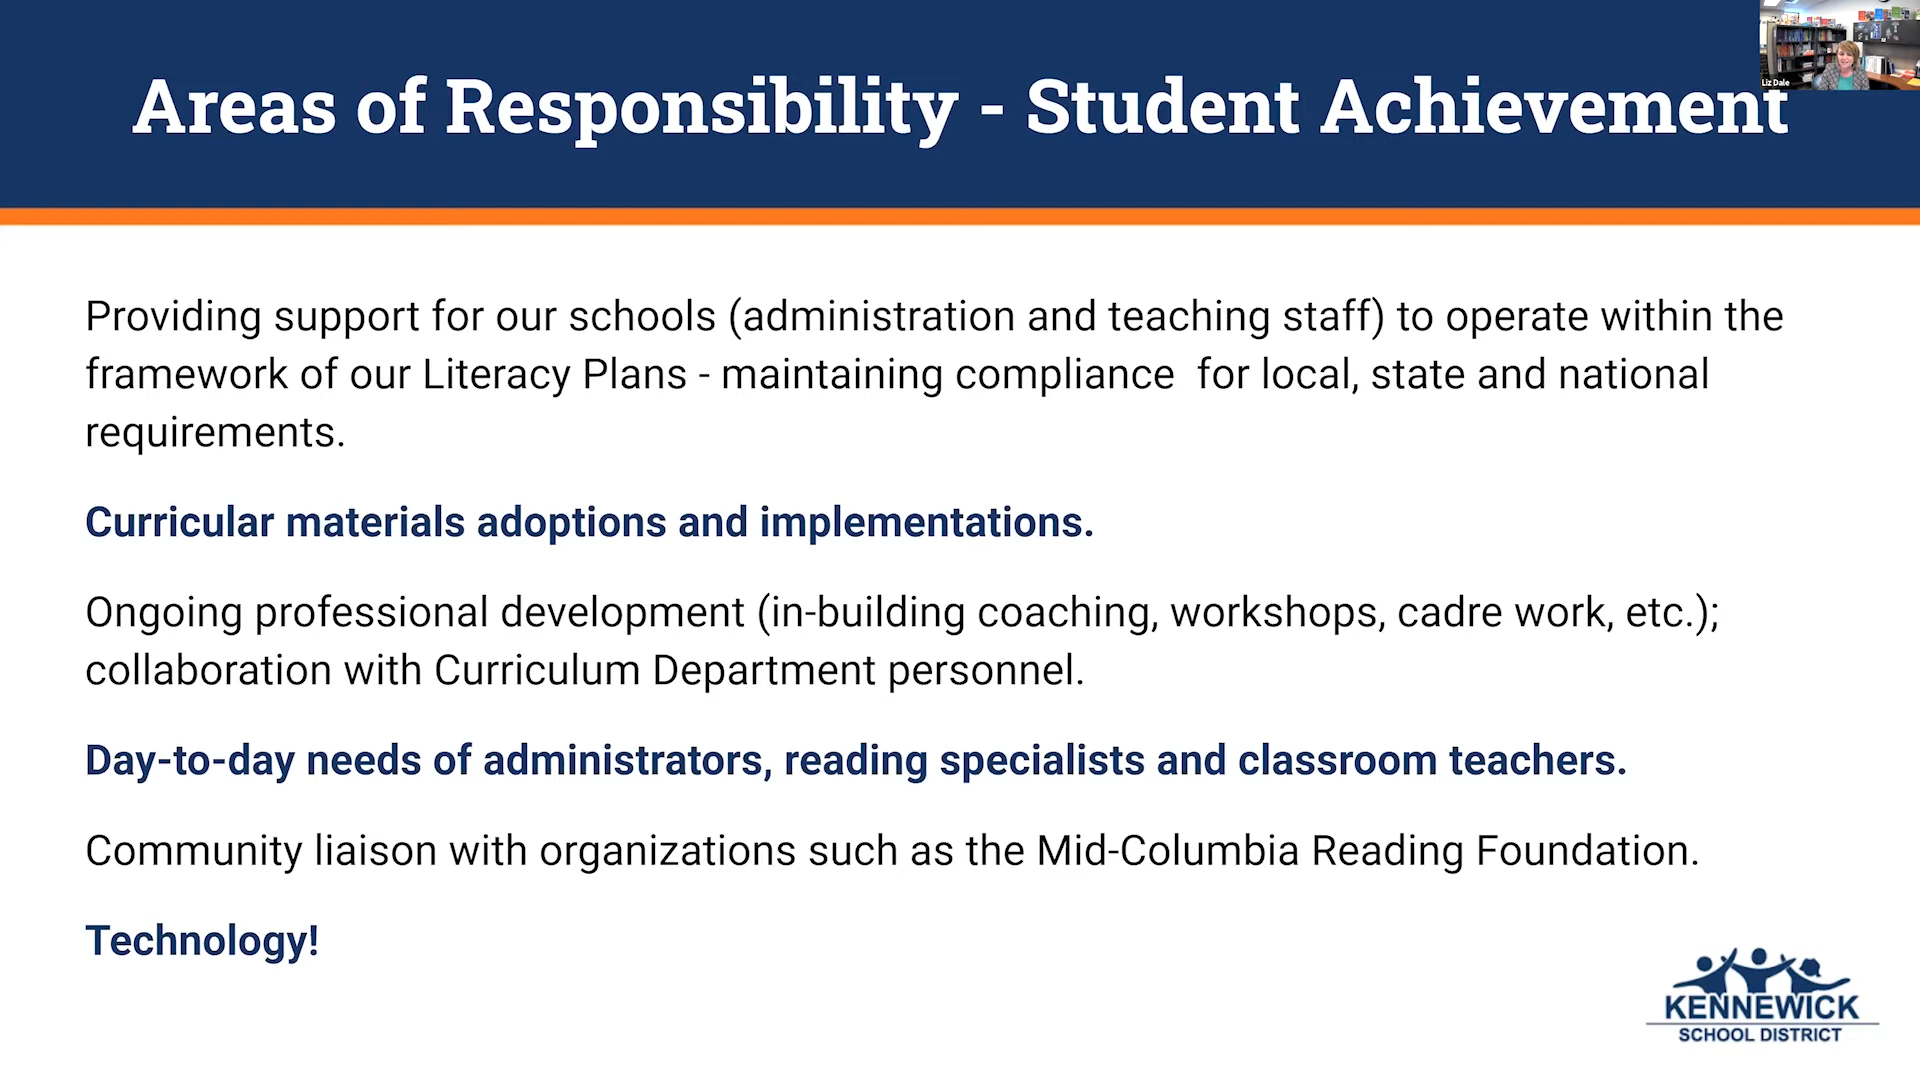 Liz Dale
Areas of Responsibility - Student Achievement
Providing support for our schools (administration and teaching staff) to operate within the
framework of our Literacy Plans - maintaining compliance  for local, state and national
requirements.
Curricular materials adoptions and implementations.
Ongoing professional development (in-building coaching, workshops, cadre work, etc.);
collaboration with Curriculum Department personnel.
Day-to-day needs of administrators, reading specialists and classroom teachers.
Community liaison with organizations such as the Mid-Columbia Reading Foundation.
Technology!
KENNEWICK
SCHOOL DISTRICT